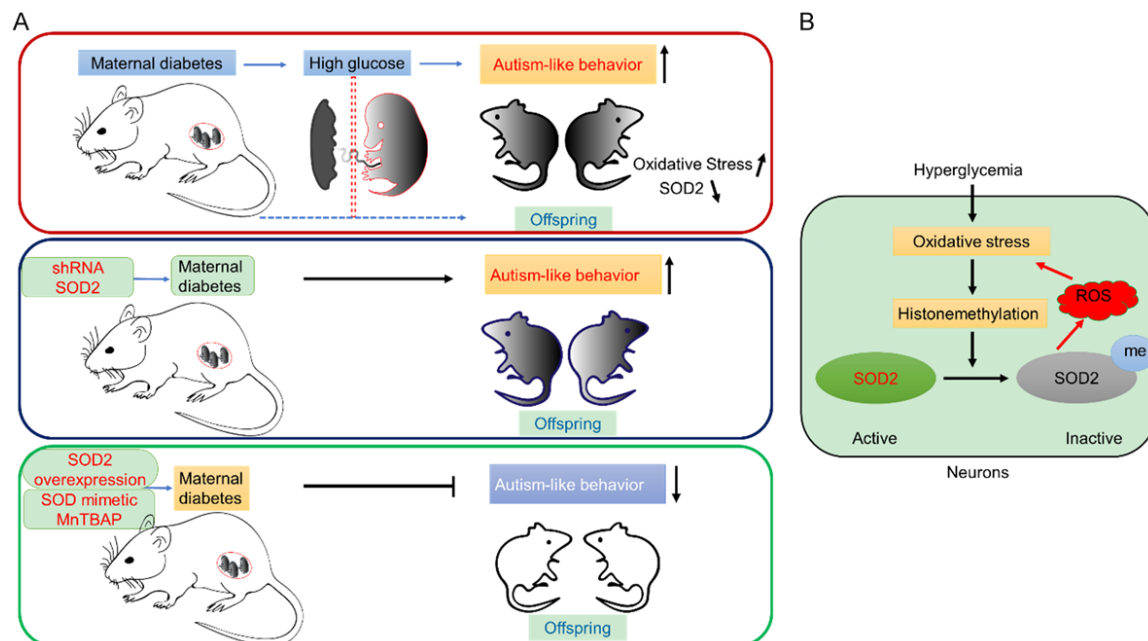 A
Maternal diabetes
High glucose
Autism-like behavior
Oxidative Stress
SOD2
Offspring
shRNA
SOD2
Maternal
diabetes
Autism-like behavior
Offspring
SOD2
overexpression
SOD mimetic
MnTBAP
Maternal
diabetes
Autism-like behavior
Offspring
B
Hyperglycemia
Oxidative stress
ROS
Histonemethylation
me
SOD2
SOD2
Active
Inactive
Neurons